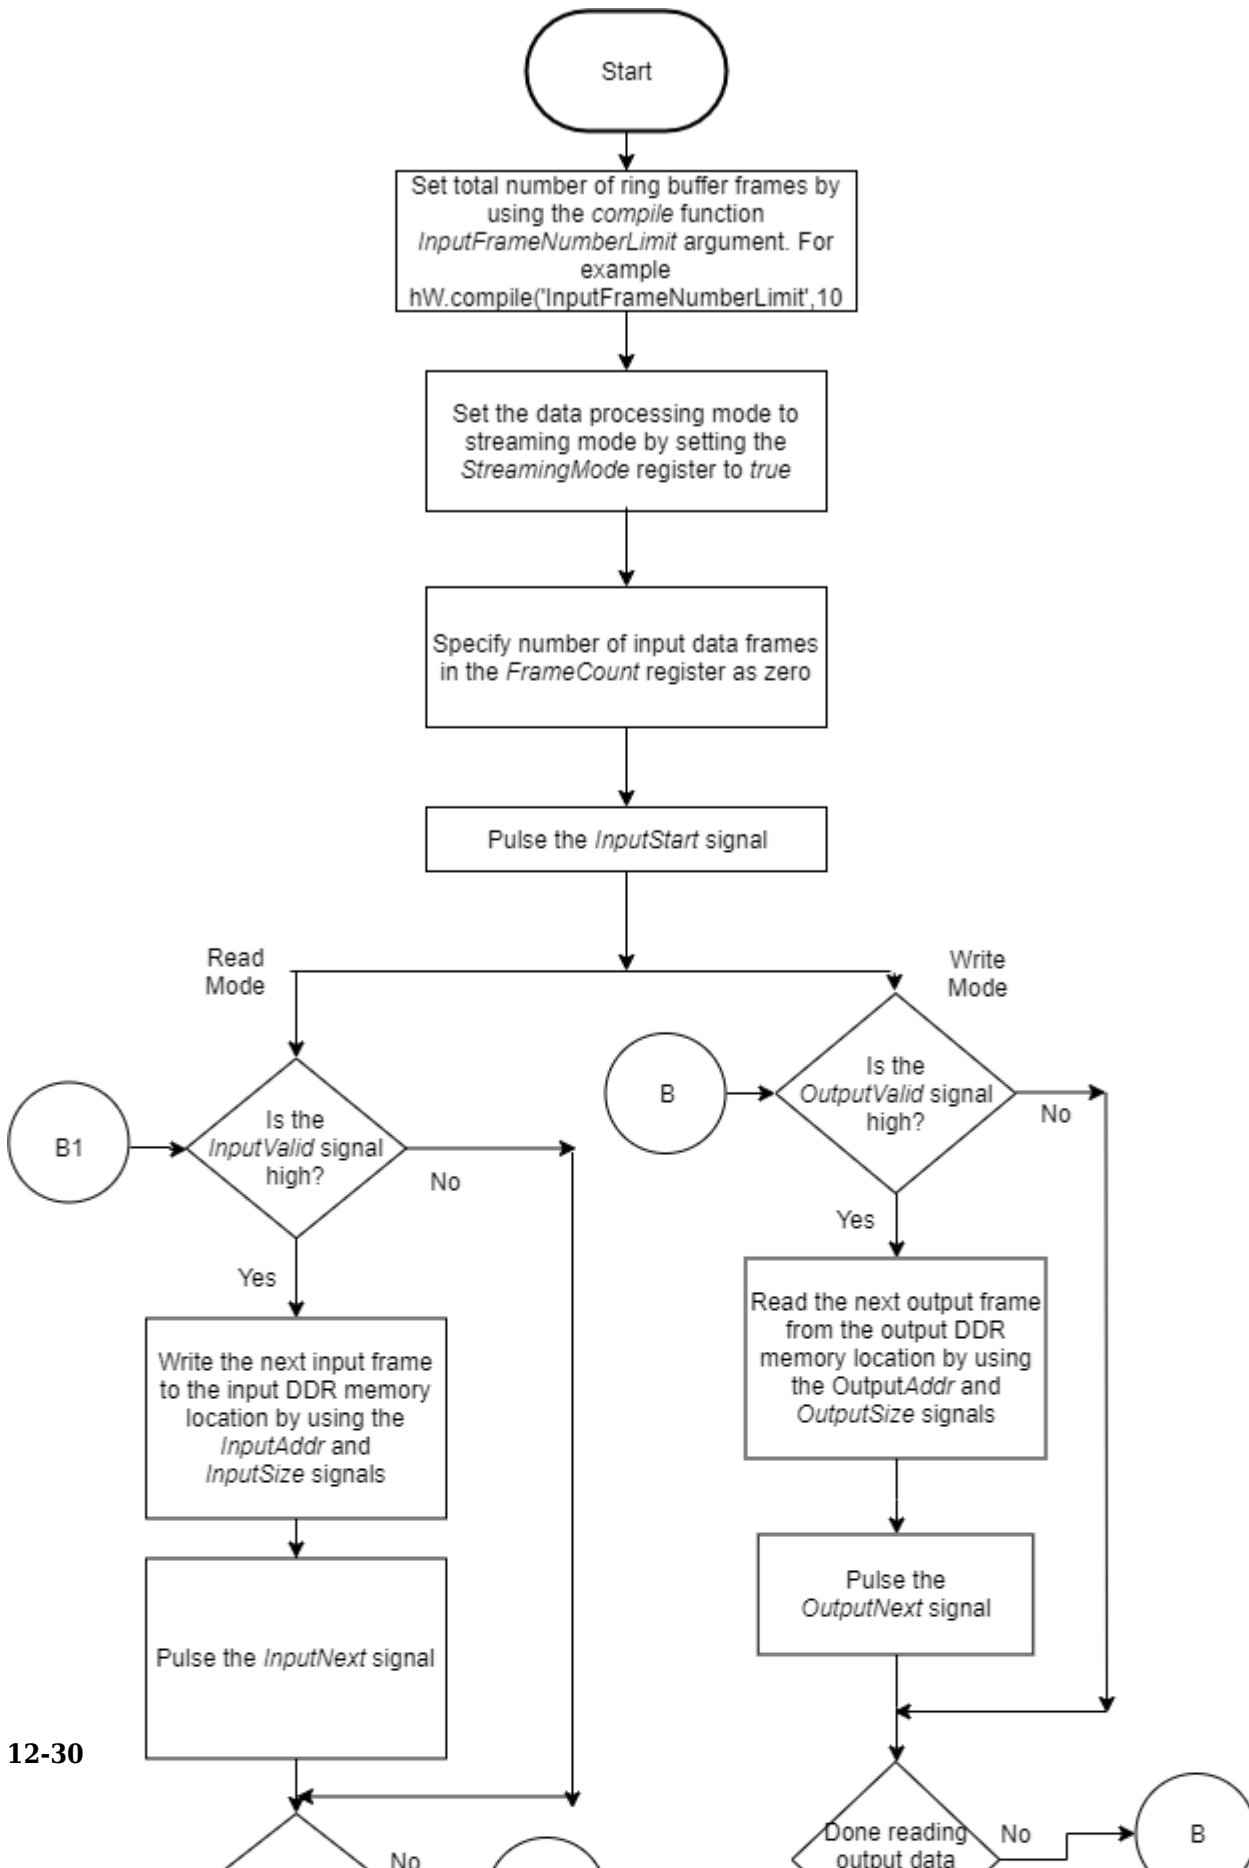 Start
Set total number of ring buffer frames by
using the compile function
InputFrameNumberLimit argument. For
example
hW.compile('InputFrameNumberLimit',10
Set the data processing mode to
streaming mode by setting the
StreamingMode register to true
Specify number of input data frames
in the FrameCount register as zero
Pulse the InputStart signal
Read
Mode
Write
Mode
B1
Is the
InputValid signal
high?
No
Yes
B
Is the
OutputValid signal
high?
No
Yes
Write the next input frame
to the input DDR memory
location by using the
InputAddr and
InputSize signals
Read the next output frame
from the output DDR
memory location by using
the OutputAddr and
OutputSize signals
Pulse the InputNext signal
Pulse the
OutputNext signal
12-30
No
Done reading
output data
No
B